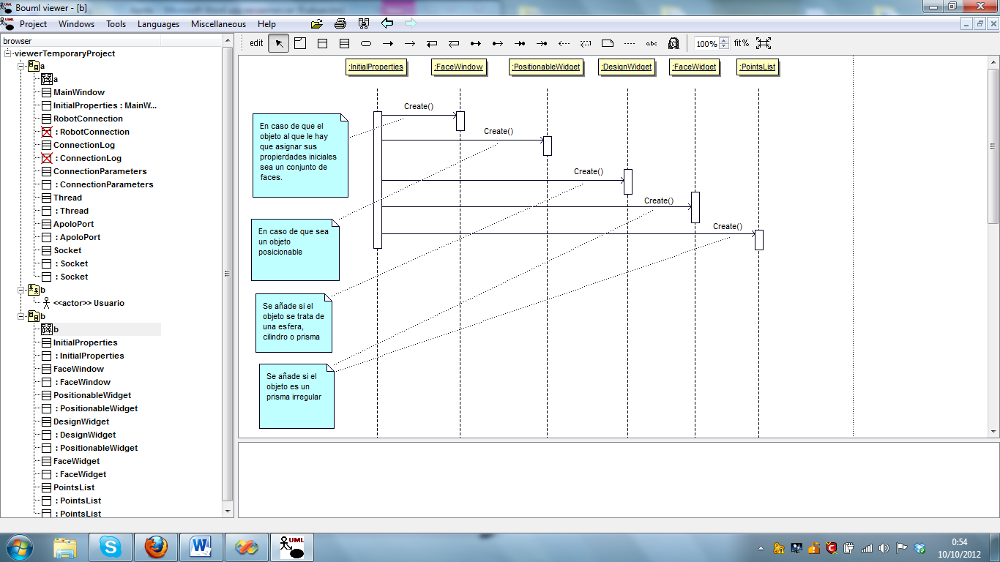 Bouml viewer - [b]
Project Windows Tools Languages Miscellaneous Help
browser
viewerTemporaryProject
a
a
MainWindow
InitialProperties : MainW...
RobotConnection
: RobotConnection
ConnectionLog
: ConnectionLog
ConnectionParameters
: ConnectionParameters
Thread
: Thread
ApoloPort
: ApoloPort
Socket
: Socket
: Socket
b
<<actor>> Usuario
b
b
InitialProperties
: InitialProperties
FaceWindow
: FaceWindow
PositionableWidget
: PositionableWidget
DesignWidget
: DesignWidget
: PositionableWidget
FaceWidget
: FaceWidget
PointsList
: PointsList
: PointsList
edit
abc
100%
fit%
:InitialProperties :FaceWindow :PositionableWidget :DesignWidget :FaceWidget :PointsList
Create()
Create()
Create()
Create()
Create()
En caso de que el
objeto al que le hay
que asignar sus
propierdades iniciales
sea un conjunto de
faces.
En caso de que sea
un objeto
posicionable
Se añade si el
objeto se trata de
una esfera,
cilindro o prisma
Se añade si el
objeto es un
prisma irregular
UML
0:54
10/10/2012